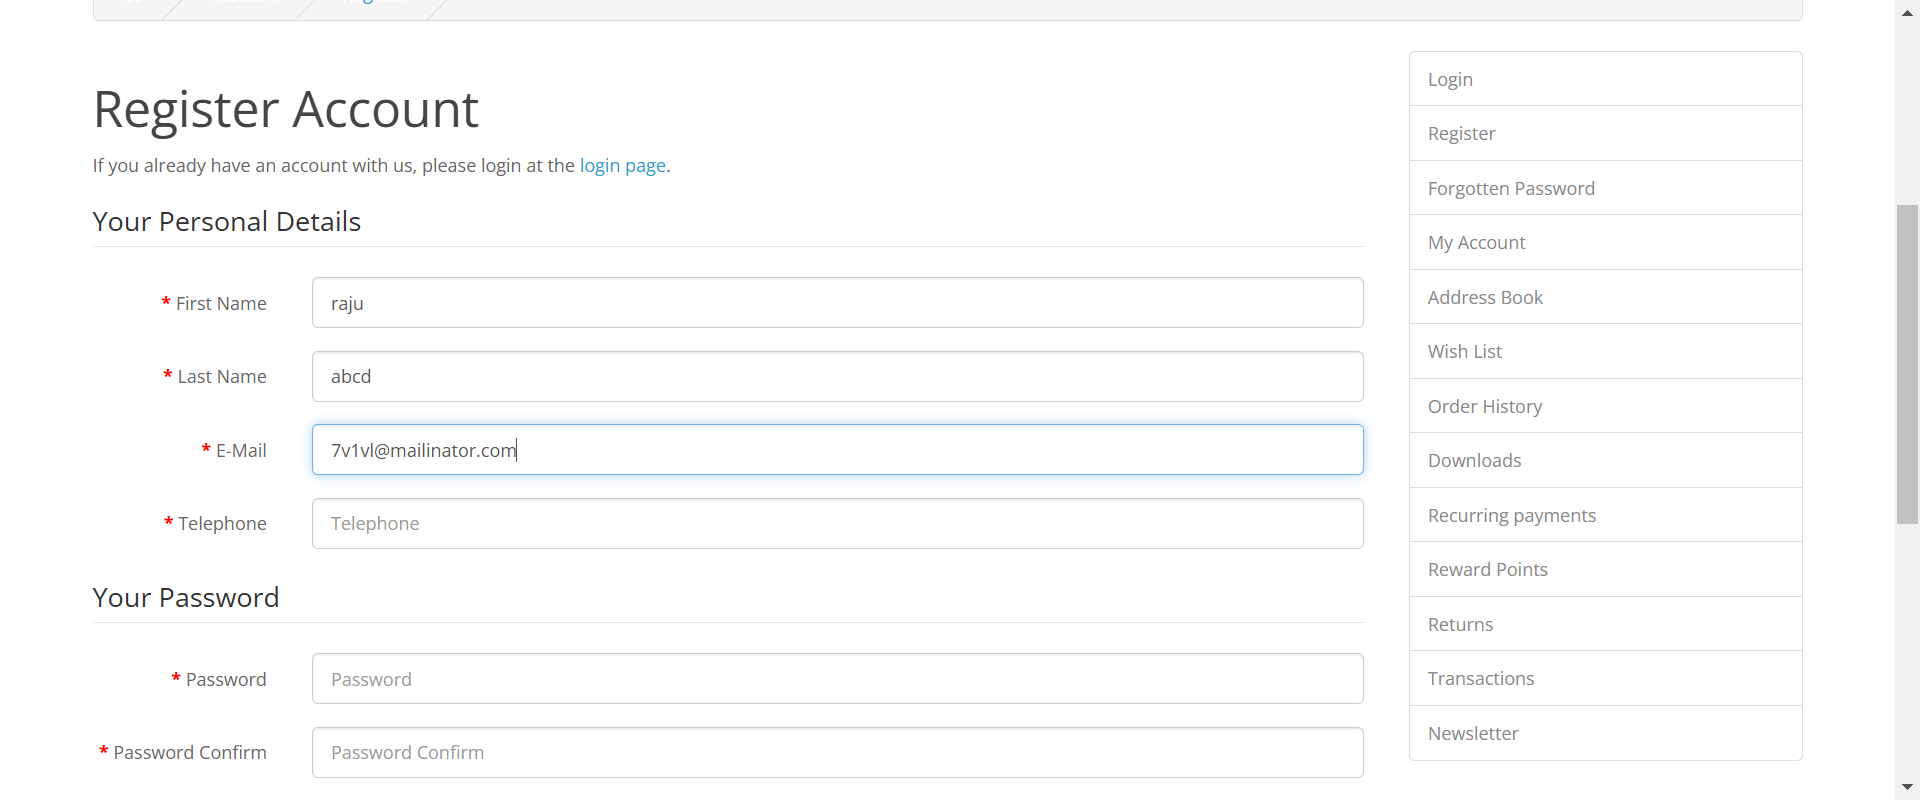 Register Account
If you already have an account with us, please login at the login page.
Your Personal Details
* First Name
raju
* Last Name
abcd
* E-Mail
7v1vl@mailinator.com
* Telephone
Telephone
Your Password
* Password
Password
* Password Confirm
Password Confirm
Login
Register
Forgotten Password
My Account
Address Book
Wish List
Order History
Downloads
Recurring payments
Reward Points
Returns
Transactions
Newsletter